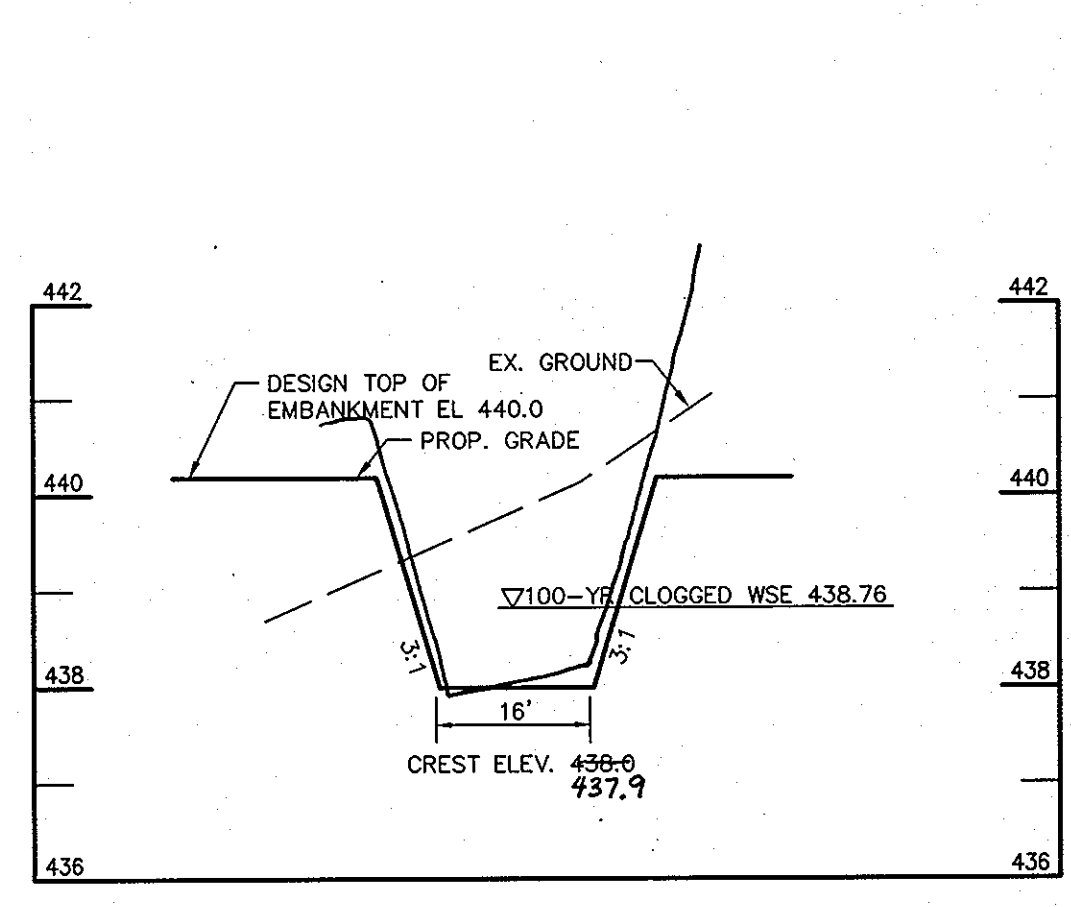 442
442
EX. GROUND
DESIGN TOP OF
EMBANKMENT EL 440.0
PROP. GRADE
440
440
▽100-YR CLOGGED WSE 438.76
3:1
3:1
438
438
16'
CREST ELEV. 438.0
437.9
436
436